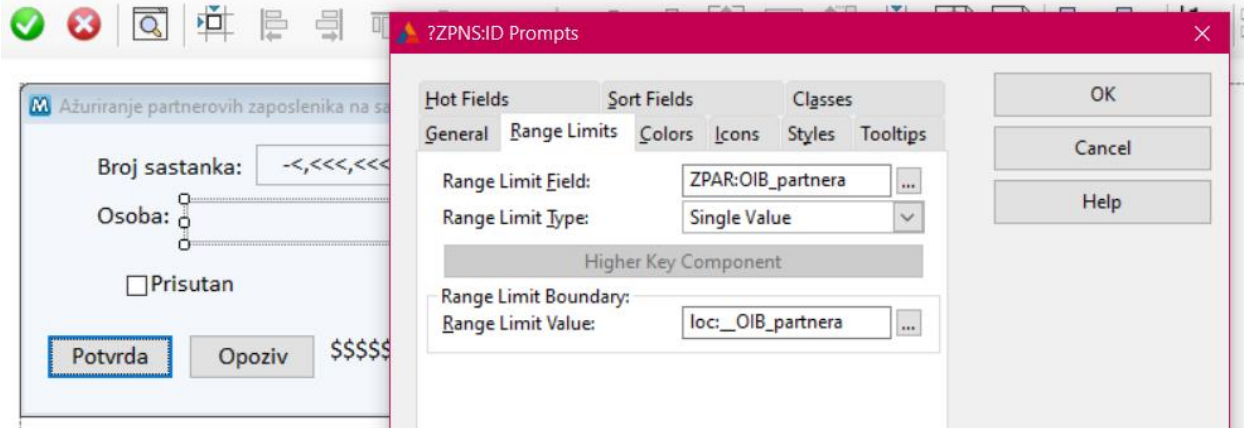 ?ZPNS:ID Prompts
Ažuriranje partnerovih zaposlenika na sa
Broj sastanka: -<,<<<,<<<
Osoba:
Prisutan
Potvrda Opoziv $$$$$
Hot Fields Sort Fields Classes
General Range Limits Colors Icons Styles Tooltips
Range Limit Field: ZPAR:OIB_partnera ...
Range Limit Type: Single Value
Higher Key Component
Range Limit Boundary:
Range Limit Value: loc:__OIB_partnera ...
OK
Cancel
Help